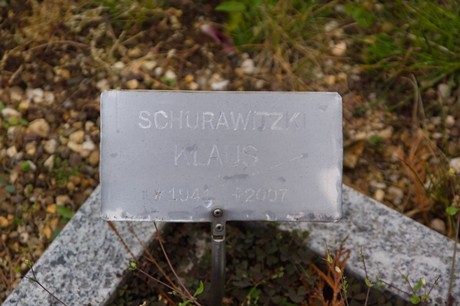 SCHURAWITZKI
KLAUS
*1941 +2007